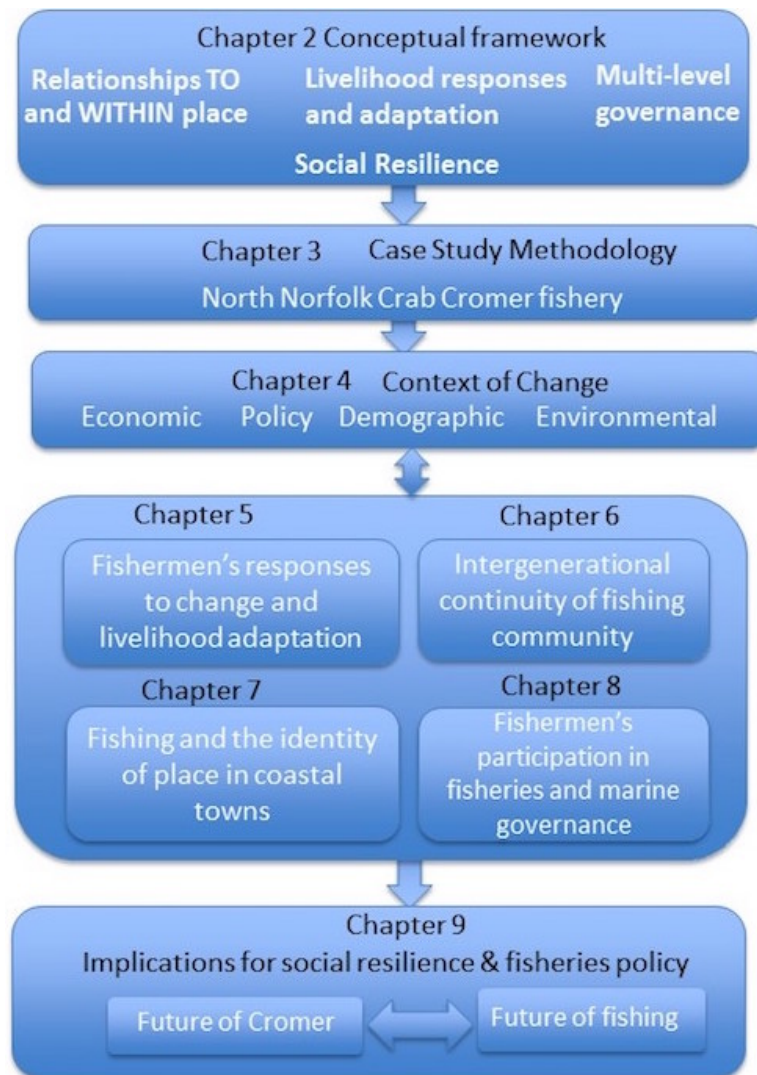 Chapter 2 Conceptual framework
Relationships TO
and WITHIN place
Livelihood responses
and adaptation
Multi-level
governance
Social Resilience
Chapter 3 Case Study Methodology
North Norfolk Crab Cromer fishery
Chapter 4 Context of Change
Economic Policy Demographic Environmental
Chapter 5
Fishermen's responses
to change and
livelihood adaptation
Chapter 6
Intergenerational
continuity of fishing
community
Chapter 7
Fishing and the identity
of place in coastal
towns
Chapter 8
Fishermen's
participation in
fisheries and marine
governance
Chapter 9
Implications for social resilience & fisheries policy
Future of Cromer
Future of fishing